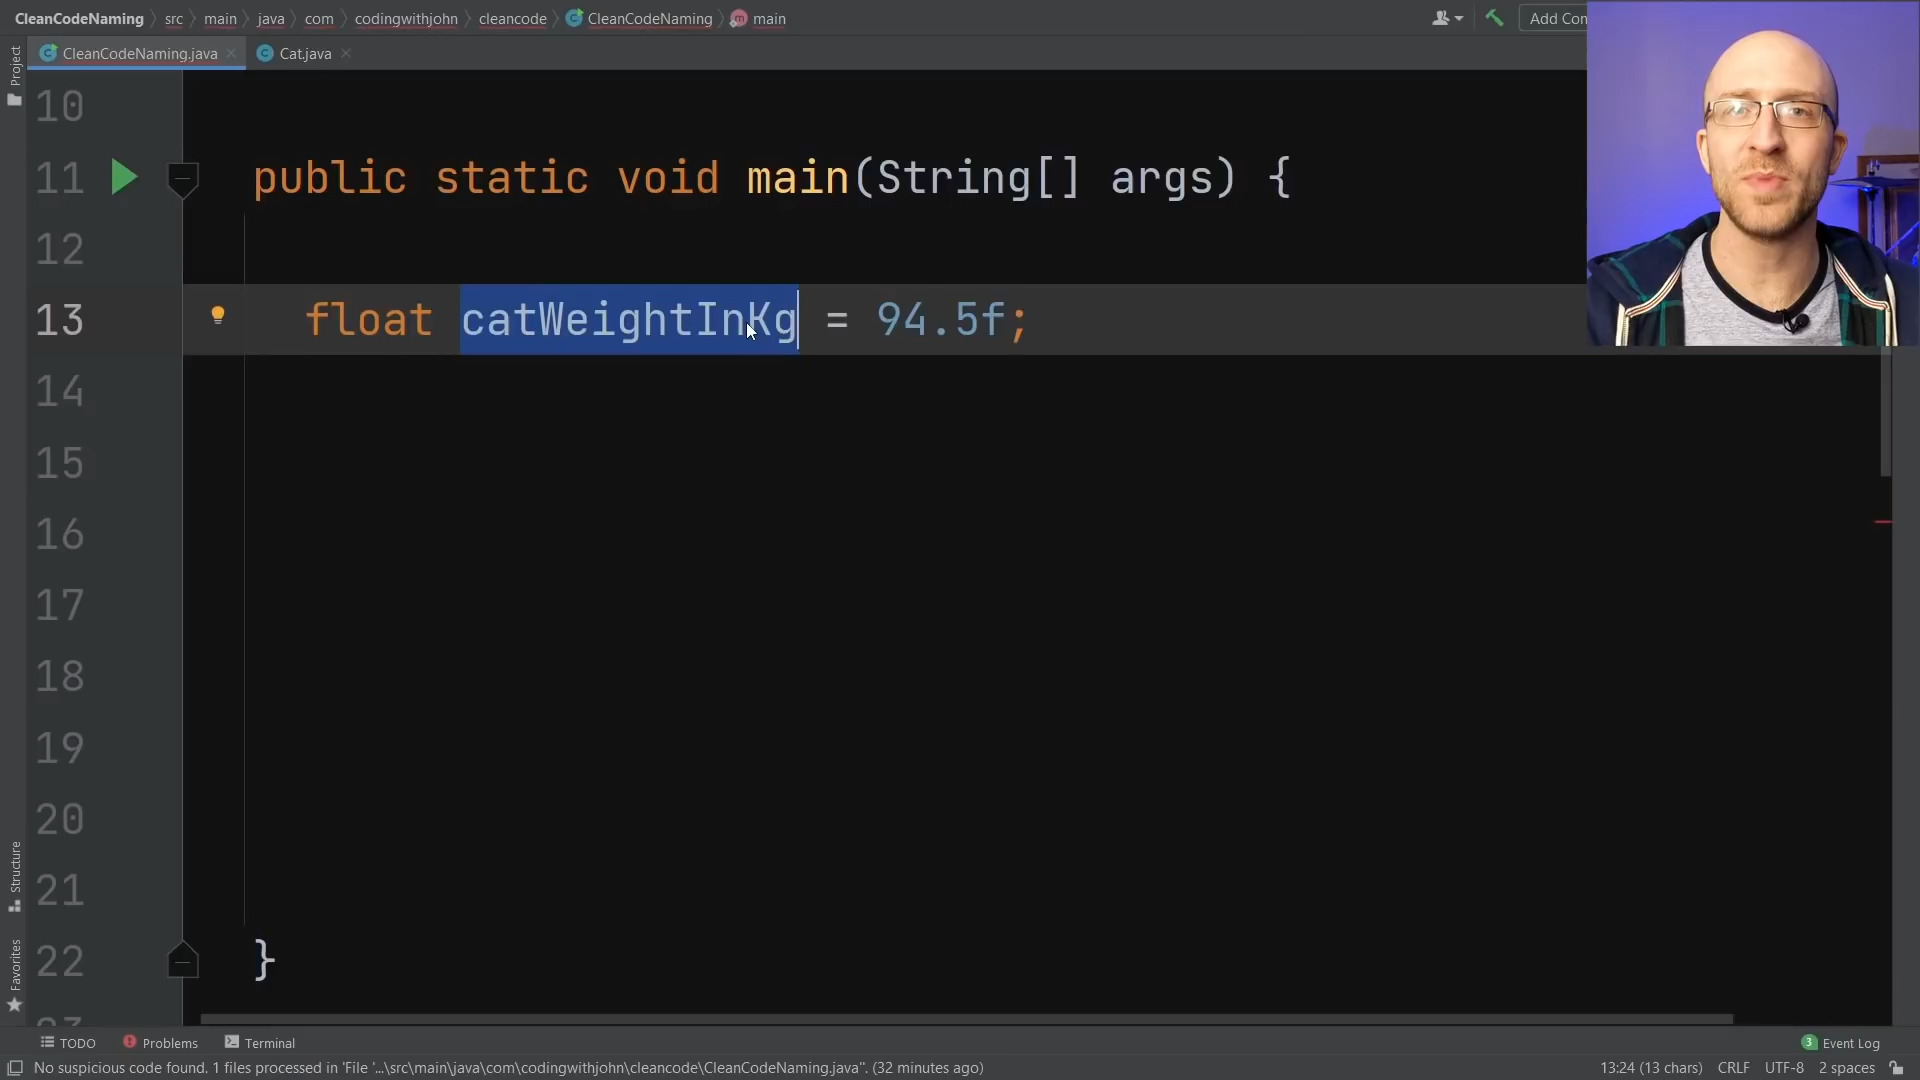 CleanCodeNaming src main java com codingwithjohn cleancode CleanCodeNaming main Add Con
CleanCodeNaming.java Cat.java
Project
10
11 public static void main(String[] args) {
12
13 float catWeightInKg = 94.5f;
14
15
16
17
18
19
20
21
22 }
Structure
Favorites
TODO Problems Terminal 3 Event Log
No suspicious code found. 1 files processed in 'File '...\src\main\java\com\codingwithjohn\cleancode\CleanCodeNaming.java''. (32 minutes ago) 13:24 (13 chars) CRLF UTF-8 2 spaces